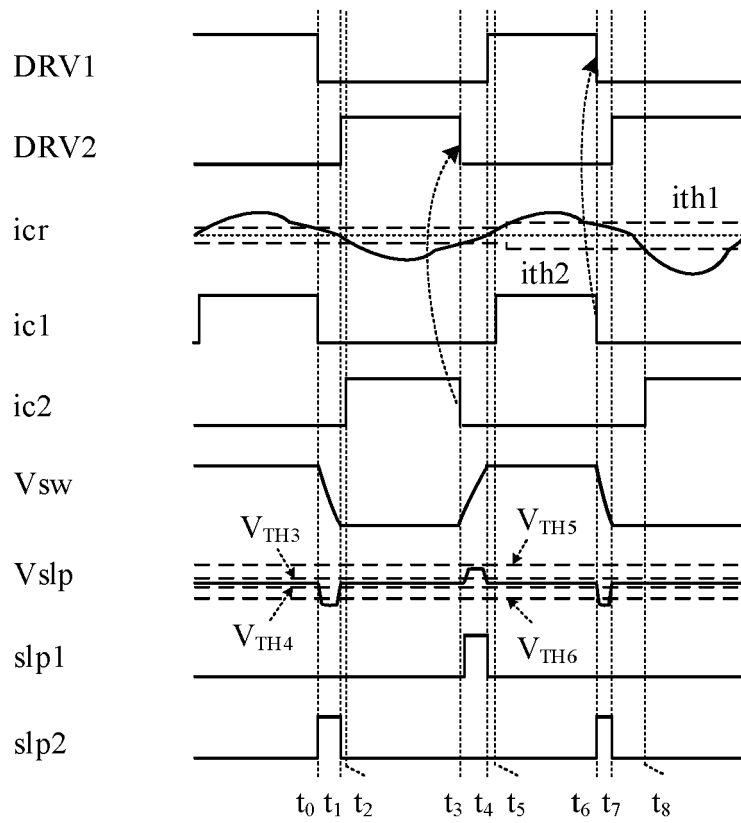 DRV1
DRV2
icr
ith1
ith2
ic1
ic2
Vsw
VTH3
VTH5
Vslp
VTH4
VTH6
slp1
slp2
t0 t1 t2 t3 t4 t5 t6 t7 t8